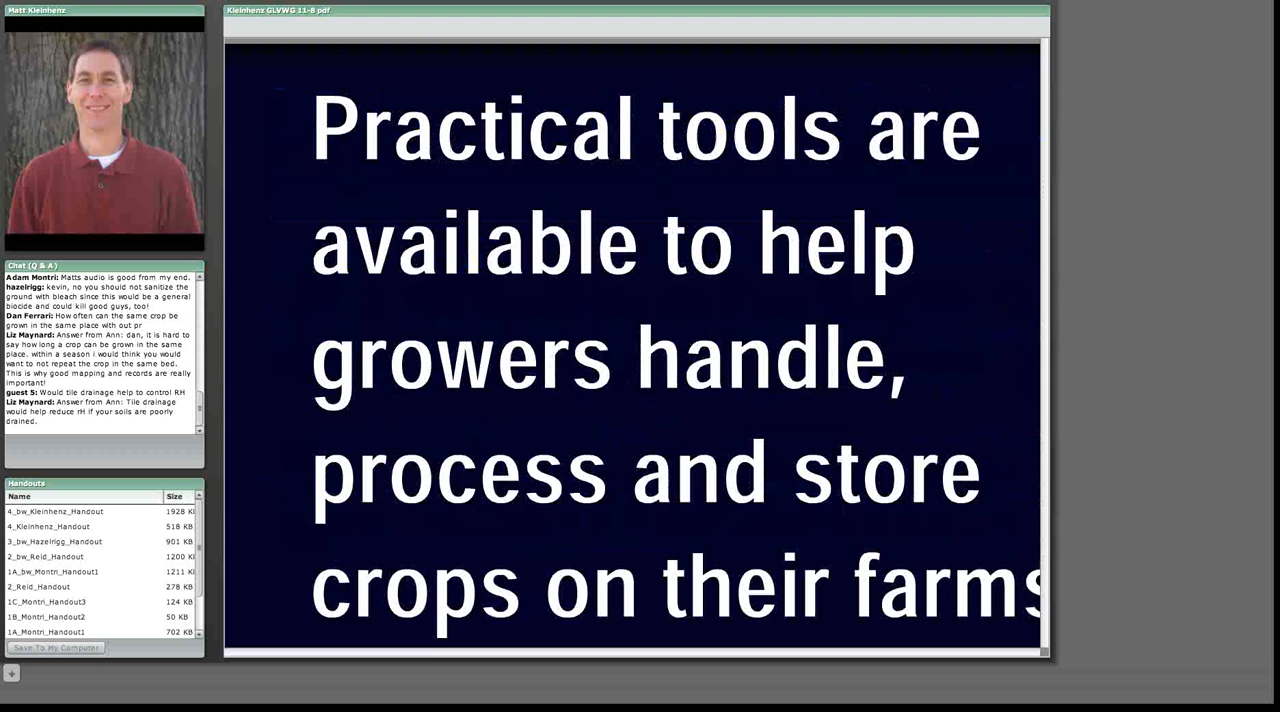 Matt Kleinhenz
Kleinhenz GLVWG 11-8 pdf
Practical tools are
available to help
growers handle,
process and store
crops on their farms
Chat (Q & A)
Adam Montri: Matts audio is good from my end.
hazelrigg: kevin, no you should not sanitize the
ground with bleach since this would be a general
biocide and could kill good guys, too!
Dan Ferrari: How often can the same crop be
grown in the same place with out pr
Liz Maynard: Answer from Ann: dan, it is hard to
say how long a crop can be grown in the same
place. within a season i would think you would
want to not repeat the crop in the same bed.
This is why good mapping and records are really
important!
guest 5: Would tile drainage help to control RH
Liz Maynard: Answer from Ann: Tile drainage
would help reduce rH if your soils are poorly
drained.
Handouts
Name Size
4_bw_Kleinhenz_Handout 1928 K
4_Kleinhenz_Handout 518 KB
3_bw_Hazelrigg_Handout 901 KB
2_bw_Reid_Handout 1200 K
1A_bw_Montri_Handout1 1211 K
2_Reid_Handout 278 KB
1C_Montri_Handout3 124 KB
1B_Montri_Handout2 50 KB
1A_Montri_Handout1 702 KB
Save To My Computer